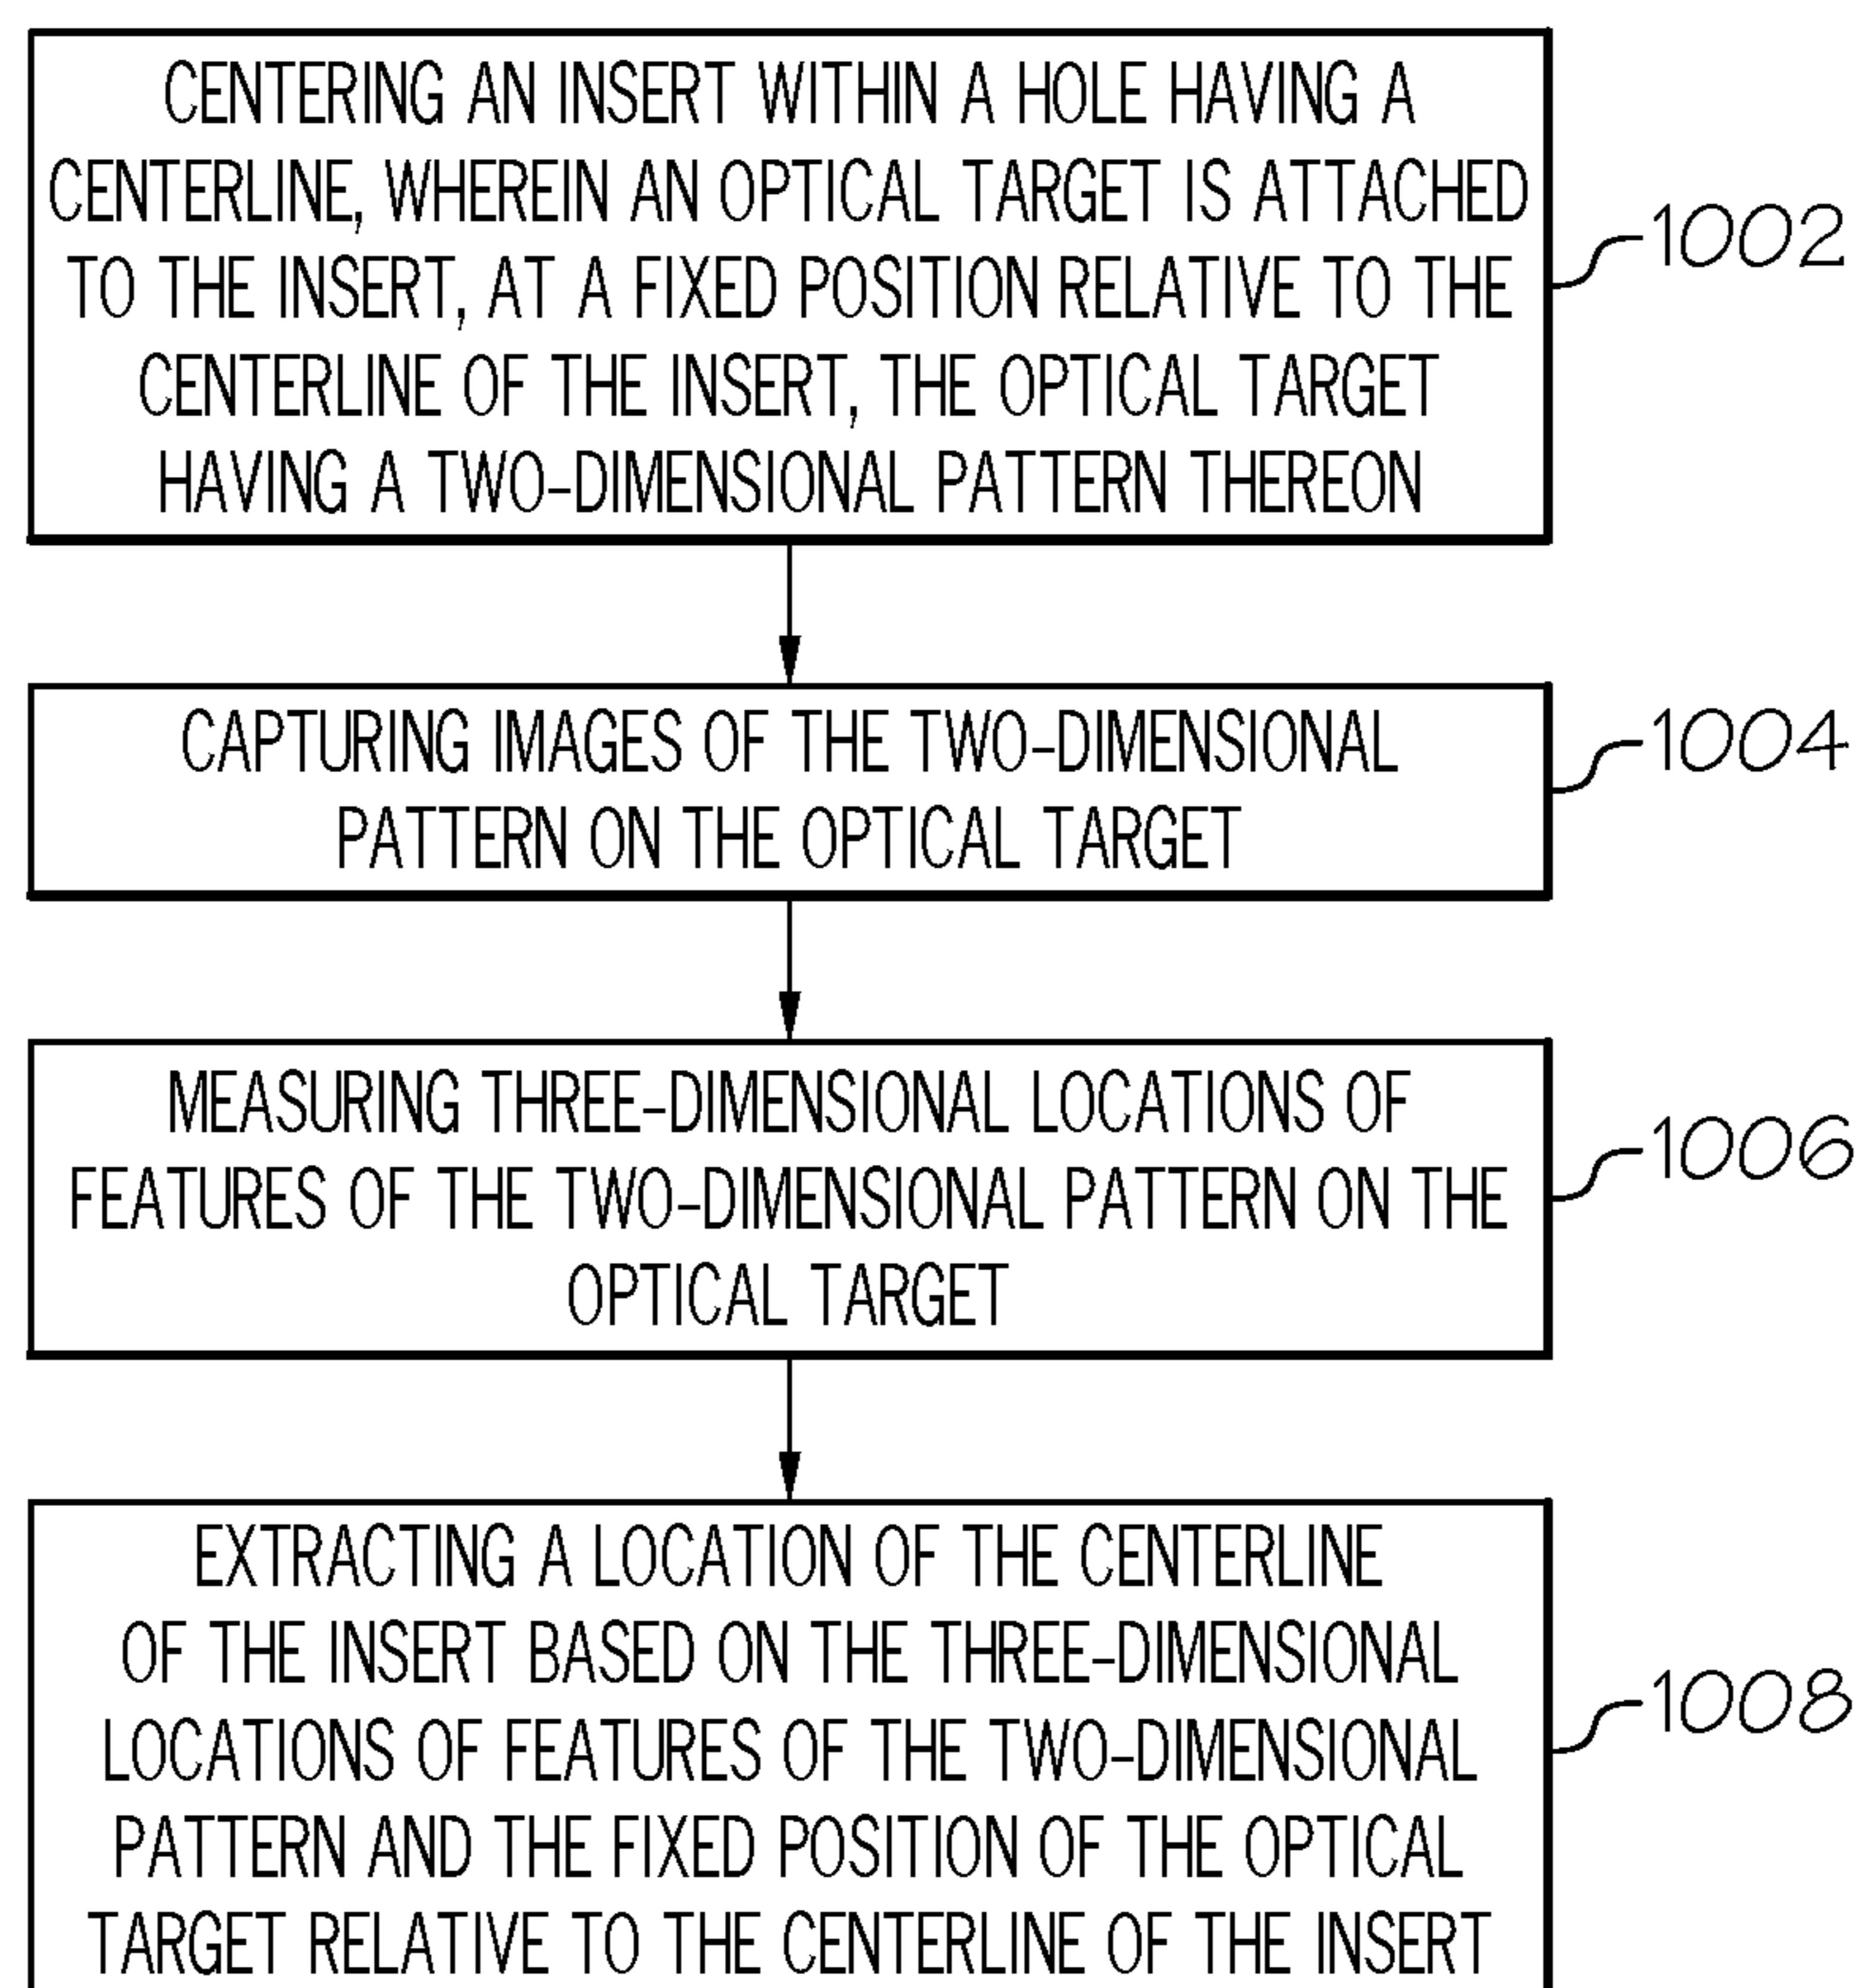 CENTERING AN INSERT WITHIN A HOLE HAVING A
CENTERLINE, WHEREIN AN OPTICAL TARGET IS ATTACHED
TO THE INSERT, AT A FIXED POSITION RELATIVE TO THE
CENTERLINE OF THE INSERT, THE OPTICAL TARGET
HAVING A TWO-DIMENSIONAL PATTERN THEREON
1002
CAPTURING IMAGES OF THE TWO-DIMENSIONAL
PATTERN ON THE OPTICAL TARGET
1004
MEASURING THREE-DIMENSIONAL LOCATIONS OF
FEATURES OF THE TWO-DIMENSIONAL PATTERN ON THE
OPTICAL TARGET
1006
EXTRACTING A LOCATION OF THE CENTERLINE
OF THE INSERT BASED ON THE THREE-DIMENSIONAL
LOCATIONS OF FEATURES OF THE TWO-DIMENSIONAL
PATTERN AND THE FIXED POSITION OF THE OPTICAL
TARGET RELATIVE TO THE CENTERLINE OF THE INSERT
1008